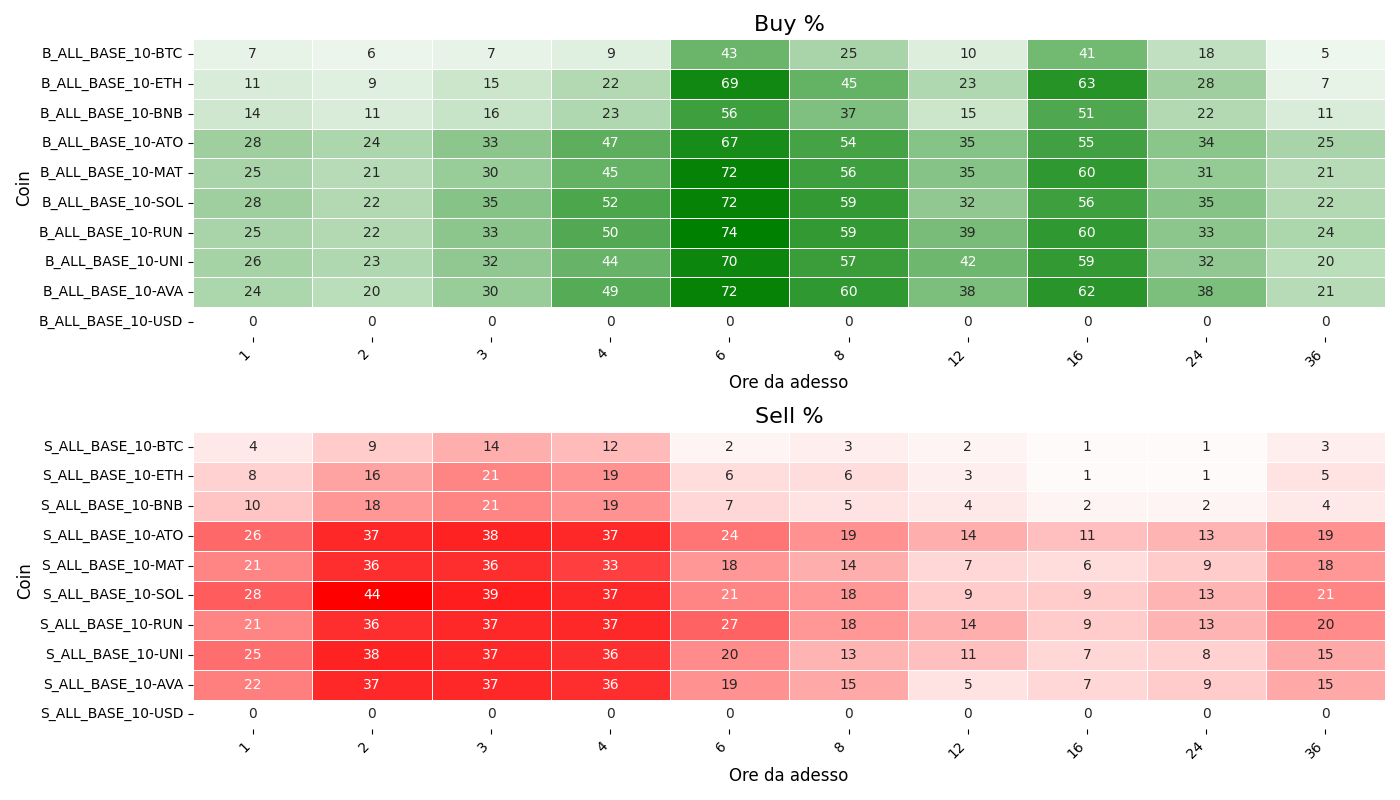 Buy %
Coin
B_ALL_BASE_10-BTC 7 6 7 9 43 25 10 41 18 5
B_ALL_BASE_10-ETH 11 9 15 22 69 45 23 63 28 7
B_ALL_BASE_10-BNB 14 11 16 23 56 37 15 51 22 11
B_ALL_BASE_10-ATO 28 24 33 47 67 54 35 55 34 25
B_ALL_BASE_10-MAT 25 21 30 45 72 56 35 60 31 21
B_ALL_BASE_10-SOL 28 22 35 52 72 59 32 56 35 22
B_ALL_BASE_10-RUN 25 22 33 50 74 59 39 60 33 24
B_ALL_BASE_10-UNI 26 23 32 44 70 57 42 59 32 20
B_ALL_BASE_10-AVA 24 20 30 49 72 60 38 62 38 21
B_ALL_BASE_10-USD 0 0 0 0 0 0 0 0 0 0
1 2 3 4 6 8 12 16 24 36
Ore da adesso
Sell %
Coin
S_ALL_BASE_10-BTC 4 9 14 12 2 3 2 1 1 3
S_ALL_BASE_10-ETH 8 16 21 19 6 6 3 1 1 5
S_ALL_BASE_10-BNB 10 18 21 19 7 5 4 2 2 4
S_ALL_BASE_10-ATO 26 37 38 37 24 19 14 11 13 19
S_ALL_BASE_10-MAT 21 36 36 33 18 14 7 6 9 18
S_ALL_BASE_10-SOL 28 44 39 37 21 18 9 9 13 21
S_ALL_BASE_10-RUN 21 36 37 37 27 18 14 9 13 20
S_ALL_BASE_10-UNI 25 38 37 36 20 13 11 7 8 15
S_ALL_BASE_10-AVA 22 37 37 36 19 15 5 7 9 15
S_ALL_BASE_10-USD 0 0 0 0 0 0 0 0 0 0
1 2 3 4 6 8 12 16 24 36
Ore da adesso